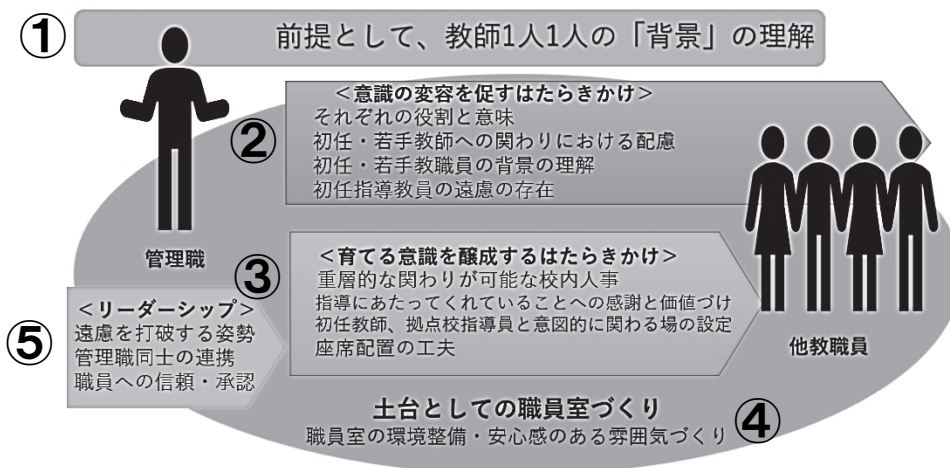 ① 前提として、教師1人1人の「背景」の理解
＜意識の変容を促すはたらきかけ＞
② それぞれの役割と意味
初任・若手教師への関わりにおける配慮
初任・若手教職員の背景の理解
初任指導教員の遠慮の存在
管理職
③ ＜育てる意識を醸成するはたらきかけ＞
重層的な関わりが可能な校内人事
指導にあたってくれていることへの感謝と価値づけ
初任教師、拠点校指導員と意図的に関わる場の設定
座席配置の工夫
他教職員
⑤ ＜リーダーシップ＞
遠慮を打破する姿勢
管理職同士の連携
職員への信頼・承認
土台としての職員室づくり
職員室の環境整備・安心感のある雰囲気づくり ④